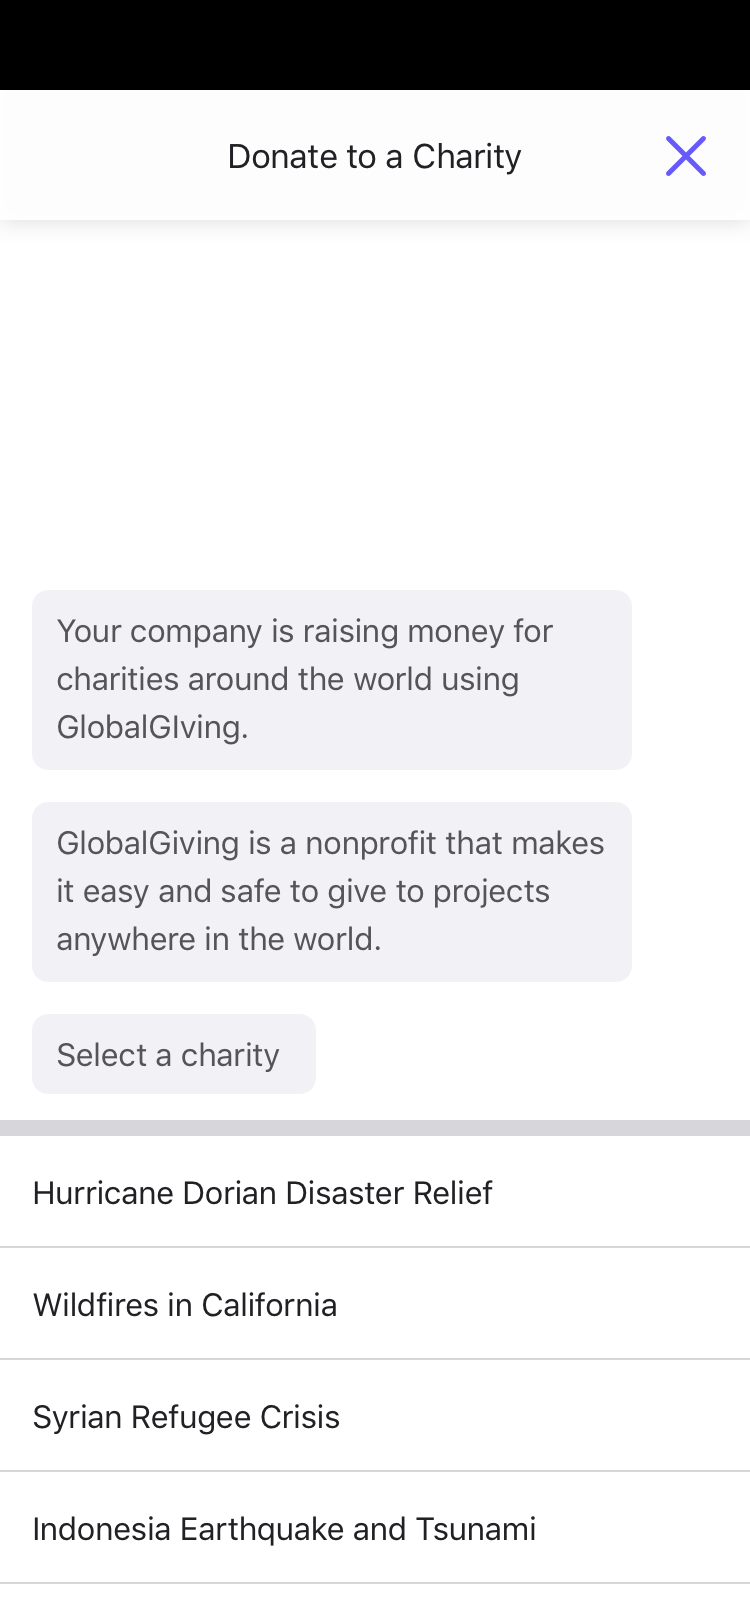 Donate to a Charity
Your company is raising money for
charities around the world using
GlobalGIving.
GlobalGiving is a nonprofit that makes
it easy and safe to give to projects
anywhere in the world.
Select a charity
Hurricane Dorian Disaster Relief
Wildfires in California
Syrian Refugee Crisis
Indonesia Earthquake and Tsunami